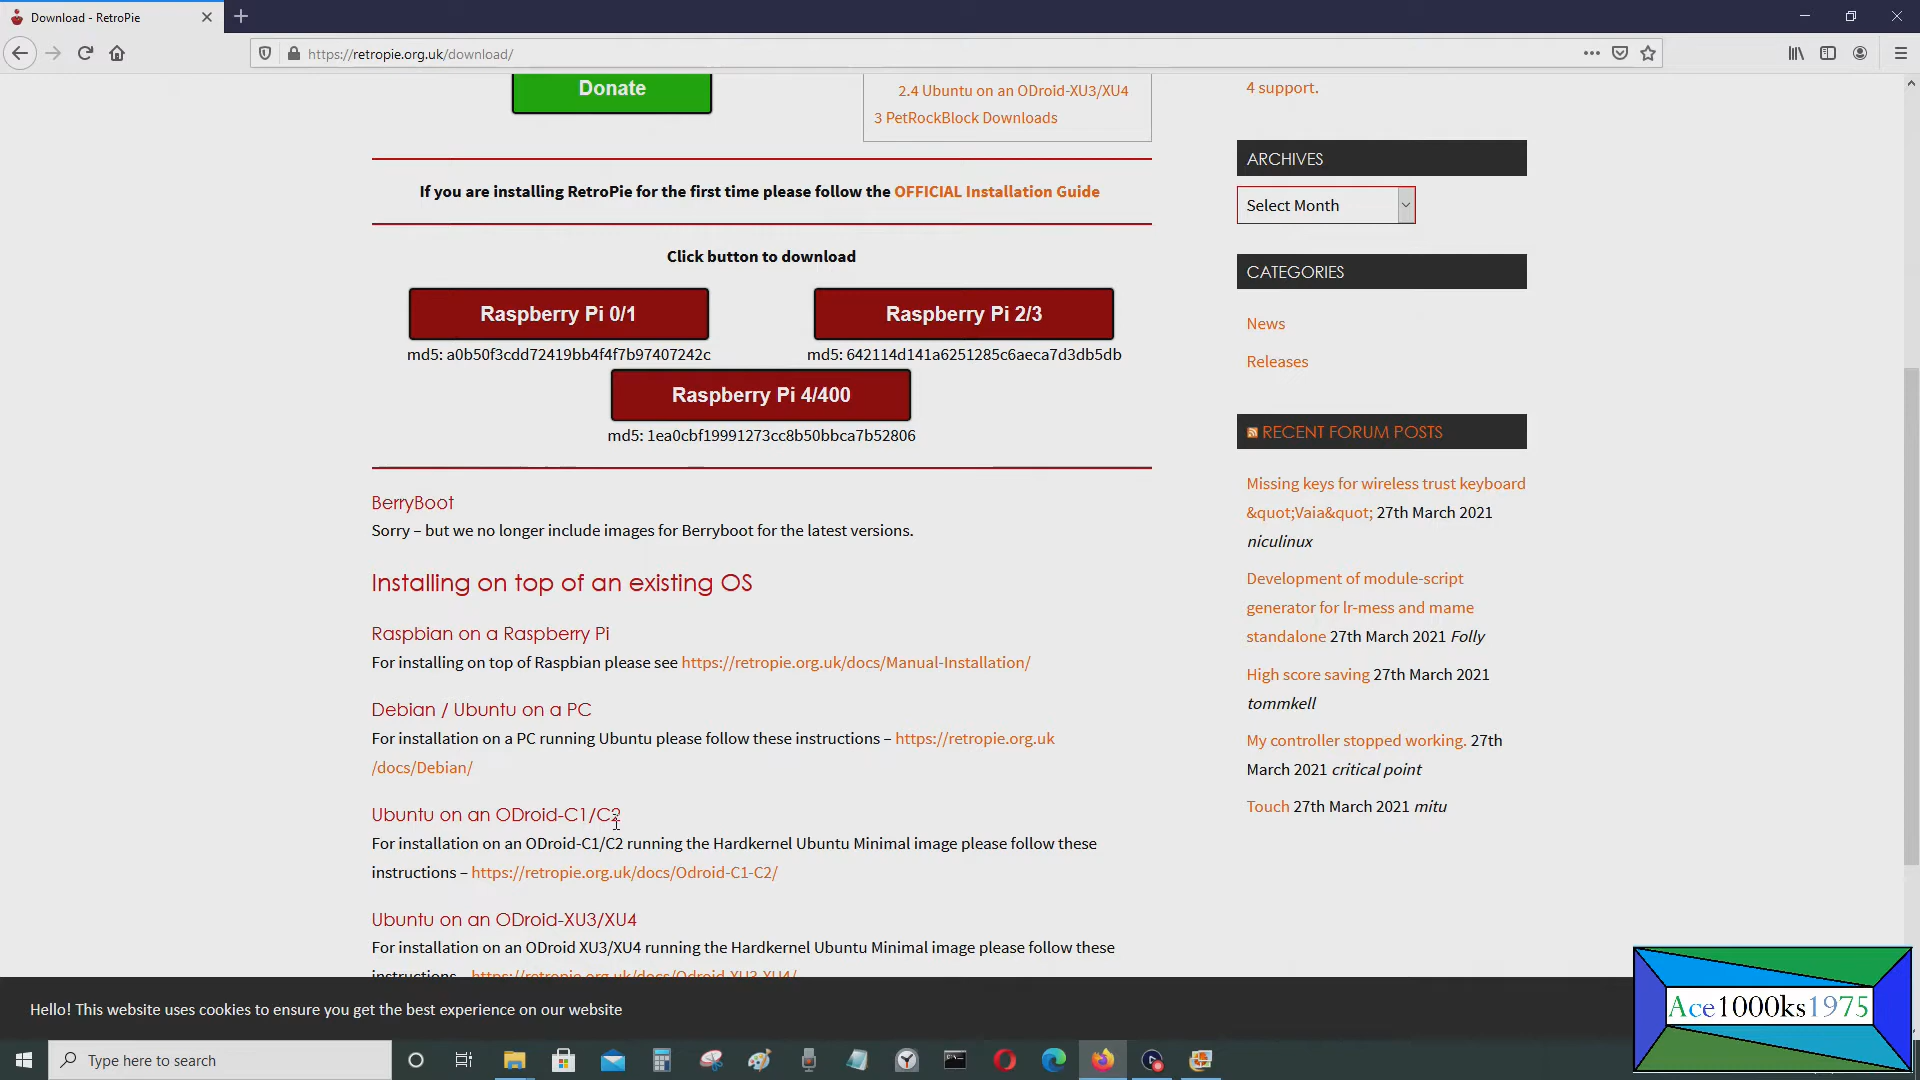 Download - RetroPie
https://retropie.org.uk/download/
Donate
2.4 Ubuntu on an ODroid-XU3/XU4
3 PetRockBlock Downloads
If you are installing RetroPie for the first time please follow the OFFICIAL Installation Guide
Click button to download
Raspberry Pi 0/1
Raspberry Pi 2/3
md5: a0b50f3cdd72419bb4f4f7b97407242c
md5: 642114d141a6251285c6aeca7d3db5db
Raspberry Pi 4/400
md5: 1ea0cbf19991273cc8b50bbca7b52806
BerryBoot
Sorry – but we no longer include images for Berryboot for the latest versions.
Installing on top of an existing OS
Raspbian on a Raspberry Pi
For installing on top of Raspbian please see https://retropie.org.uk/docs/Manual-Installation/
Debian / Ubuntu on a PC
For installation on a PC running Ubuntu please follow these instructions – https://retropie.org.uk
/docs/Debian/
Ubuntu on an ODroid-C1/C2
For installation on an ODroid-C1/C2 running the Hardkernel Ubuntu Minimal image please follow these
instructions – https://retropie.org.uk/docs/Odroid-C1-C2/
Ubuntu on an ODroid-XU3/XU4
For installation on an ODroid XU3/XU4 running the Hardkernel Ubuntu Minimal image please follow these
instructions – https://retropie.org.uk/docs/Odroid-XU3-XU4/
4 support.
ARCHIVES
Select Month
CATEGORIES
News
Releases
RECENT FORUM POSTS
Missing keys for wireless trust keyboard
&quot;Vaia&quot; 27th March 2021
niculinux
Development of module-script
generator for lr-mess and mame
standalone 27th March 2021 Folly
High score saving 27th March 2021
tommkell
My controller stopped working. 27th
March 2021 critical point
Touch 27th March 2021 mitu
Hello! This website uses cookies to ensure you get the best experience on our website
Ace1000ks1975
Type here to search